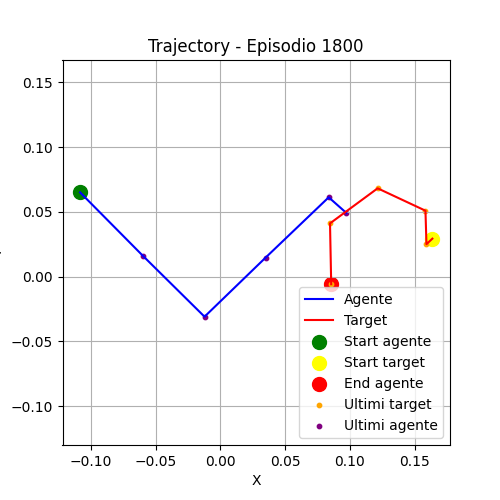 Trajectory - Episodio 1800
0.15
0.10
0.05
0.00
−0.05
−0.10
−0.10 −0.05 0.00 0.05 0.10 0.15
X
Agente
Target
Start agente
Start target
End agente
Ultimi target
Ultimi agente